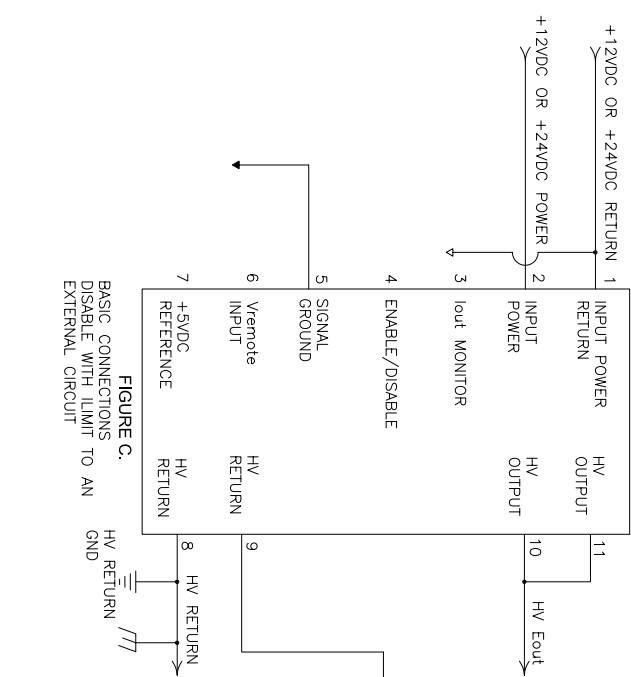 +12VDC OR +24VDC RETURN
+12VDC OR +24VDC POWER
1
INPUT POWER
RETURN
2
INPUT
POWER
3
Iout MONITOR
4
ENABLE/DISABLE
5
SIGNAL
GROUND
6
Vremote
INPUT
7
+5VDC
REFERENCE
HV
OUTPUT
11
HV
OUTPUT
10
HV Eout
HV
RETURN
9
HV
RETURN
8
HV RETURN
HV RETURN
GND
FIGURE C.
BASIC CONNECTIONS
DISABLE WITH ILIMIT TO AN
EXTERNAL CIRCUIT